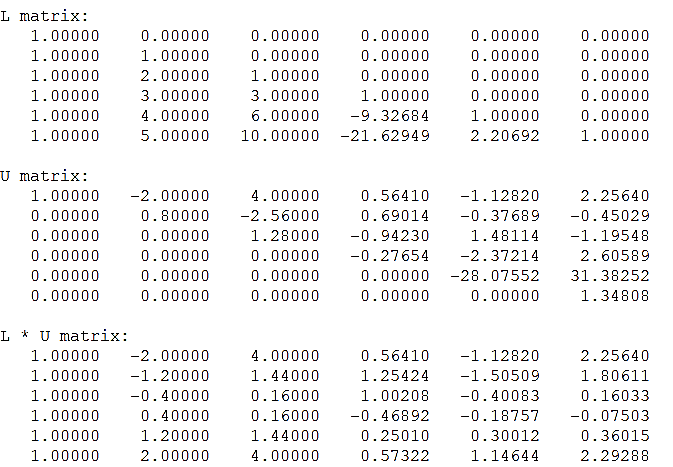 L matrix:
1.00000 0.00000 0.00000 0.00000 0.00000 0.00000
1.00000 1.00000 0.00000 0.00000 0.00000 0.00000
1.00000 2.00000 1.00000 0.00000 0.00000 0.00000
1.00000 3.00000 3.00000 1.00000 0.00000 0.00000
1.00000 4.00000 6.00000 -9.32684 1.00000 0.00000
1.00000 5.00000 10.00000 -21.62949 2.20692 1.00000
U matrix:
1.00000 -2.00000 4.00000 0.56410 -1.12820 2.25640
0.00000 0.80000 -2.56000 0.69014 -0.37689 -0.45029
0.00000 0.00000 1.28000 -0.94230 1.48114 -1.19548
0.00000 0.00000 0.00000 -0.27654 -2.37214 2.60589
0.00000 0.00000 0.00000 0.00000 -28.07552 31.38252
0.00000 0.00000 0.00000 0.00000 0.00000 1.34808
L * U matrix:
1.00000 -2.00000 4.00000 0.56410 -1.12820 2.25640
1.00000 -1.20000 1.44000 1.25424 -1.50509 1.80611
1.00000 -0.40000 0.16000 1.00208 -0.40083 0.16033
1.00000 0.40000 0.16000 -0.46892 -0.18757 -0.07503
1.00000 1.20000 1.44000 0.25010 0.30012 0.36015
1.00000 2.00000 4.00000 0.57322 1.14644 2.29288